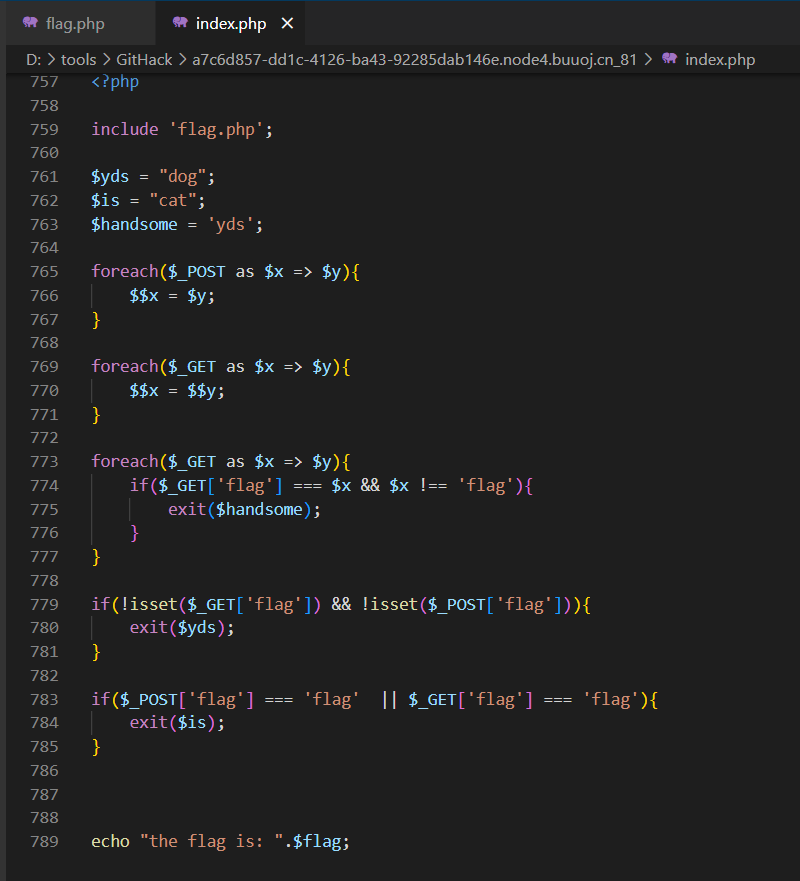 flag.php
index.php ×
D: > tools > GitHack > a7c6d857-dd1c-4126-ba43-92285dab146e.node4.buuoj.cn_81 > index.php
757 <?php
758
759 include 'flag.php';
760
761 $yds = "dog";
762 $is = "cat";
763 $handsome = 'yds';
764
765 foreach($_POST as $x => $y){
766     $$x = $y;
767 }
768
769 foreach($_GET as $x => $y){
770     $$x = $$y;
771 }
772
773 foreach($_GET as $x => $y){
774     if($_GET['flag'] === $x && $x !== 'flag'){
775         exit($handsome);
776     }
777 }
778
779 if(!isset($_GET['flag']) && !isset($_POST['flag'])){
780     exit($yds);
781 }
782
783 if($_POST['flag'] === 'flag'  || $_GET['flag'] === 'flag'){
784     exit($is);
785 }
786
787
788
789 echo "the flag is: ".$flag;